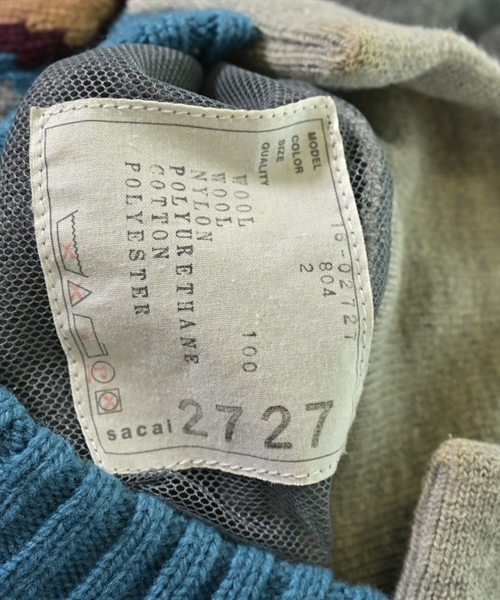 MODEL 16-02727
COLOR 804
SIZE 2
QUALITY
WOOL 100
WOOL
NYLON
POLYURETHANE
COTTON
POLYESTER
sacai 2727